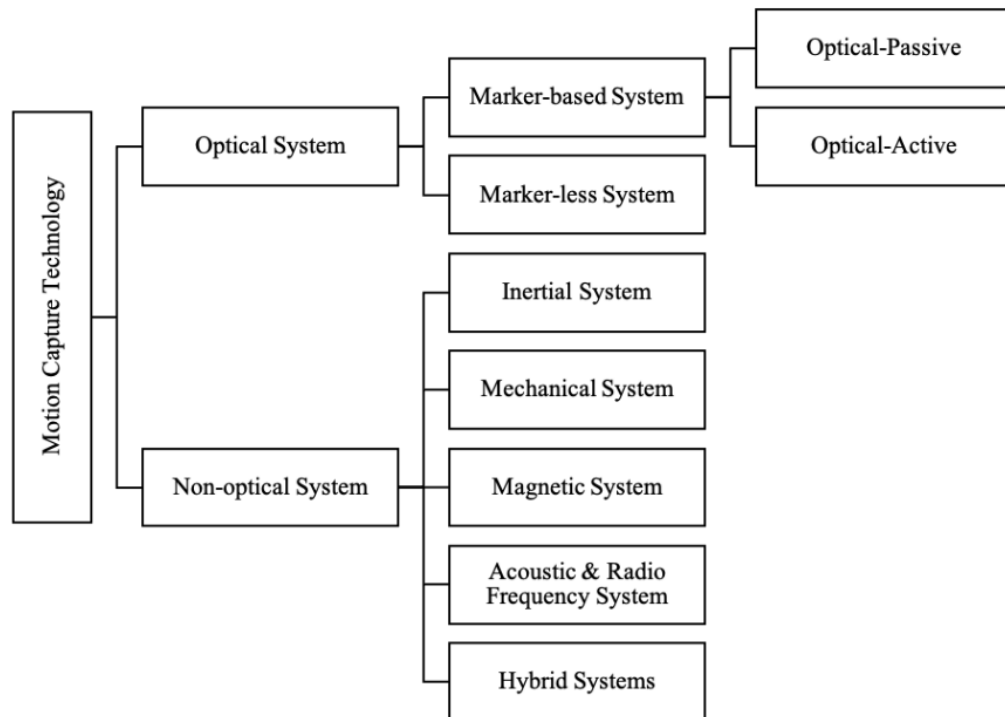 Motion Capture Technology
Optical System
Non-optical System
Marker-based System
Marker-less System
Inertial System
Mechanical System
Magnetic System
Acoustic & Radio
Frequency System
Hybrid Systems
Optical-Passive
Optical-Active